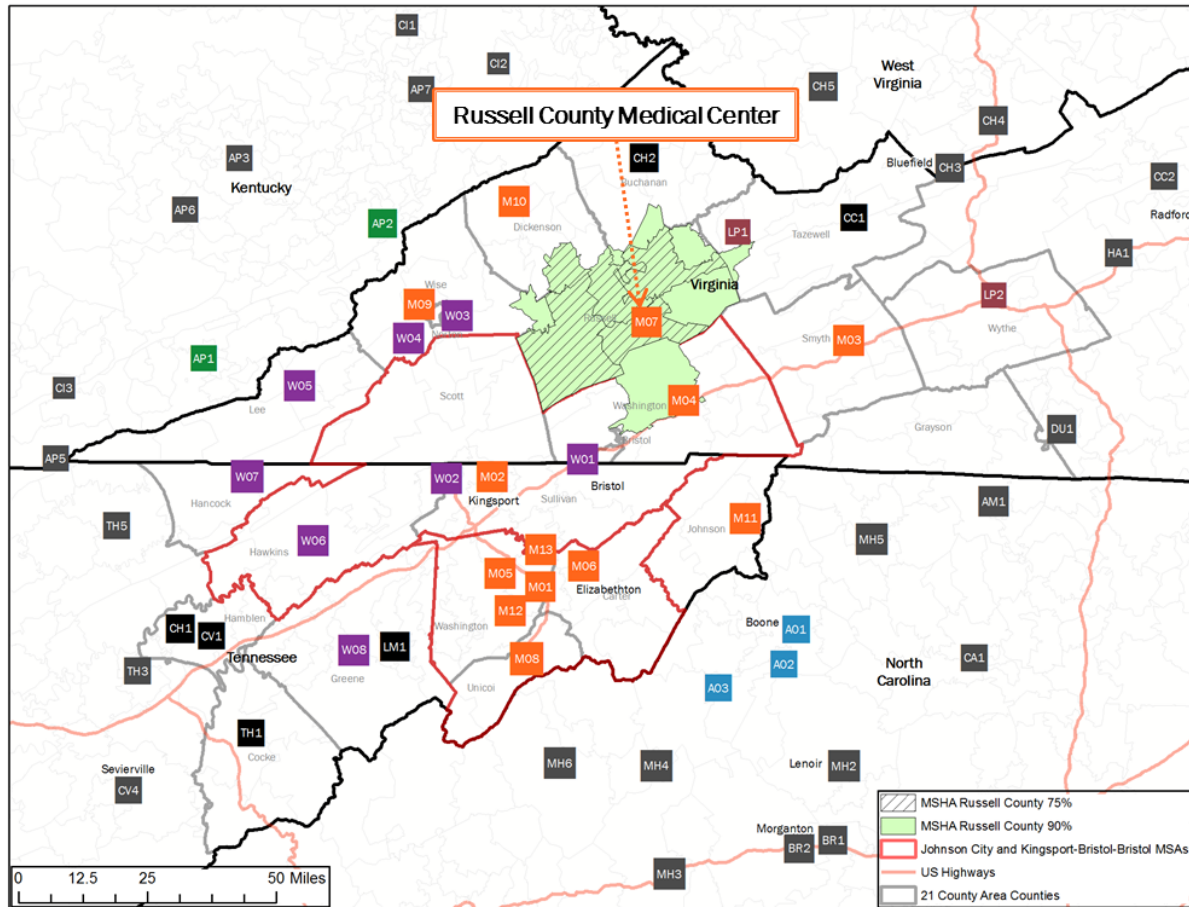 CI1
CI2
West
Virginia
AP7
CH5
Russell County Medical Center
CH4
AP3
CH2
Bluefield
CH3
Kentucky
Buchanan
CC2
AP6
M10
AP2
Dickenson
LP1
Tazewell
CC1
Radford
HA1
Wise
Virginia
LP2
M09
W03
Russell
M07
W04
Smyth
M03
Wythe
AP1
CI3
W05
Lee
Scott
Washington
M04
Grayson
DU1
Bristol
AP5
W01
W07
W02
M02
Bristol
Hancock
Kingsport
Sullivan
AM1
TH5
Johnson
M11
Hawkins
W06
MH5
M13
M05
M06
M01
Elizabethton
Carter
M12
Hamblen
Washington
Boone
AO1
CH1
CV1
Tennessee
W08
LM1
M08
AO2
North
Carolina
CA1
TH3
Greene
Unicoi
AO3
TH1
Cocke
Sevierville
MH6
MH4
Lenoir
MH2
CV4
Morganton
BR2
BR1
MH3
MSHA Russell County 75%
MSHA Russell County 90%
Johnson City and Kingsport-Bristol-Bristol MSAs
US Highways
21 County Area Counties
0 12.5 25 50 Miles